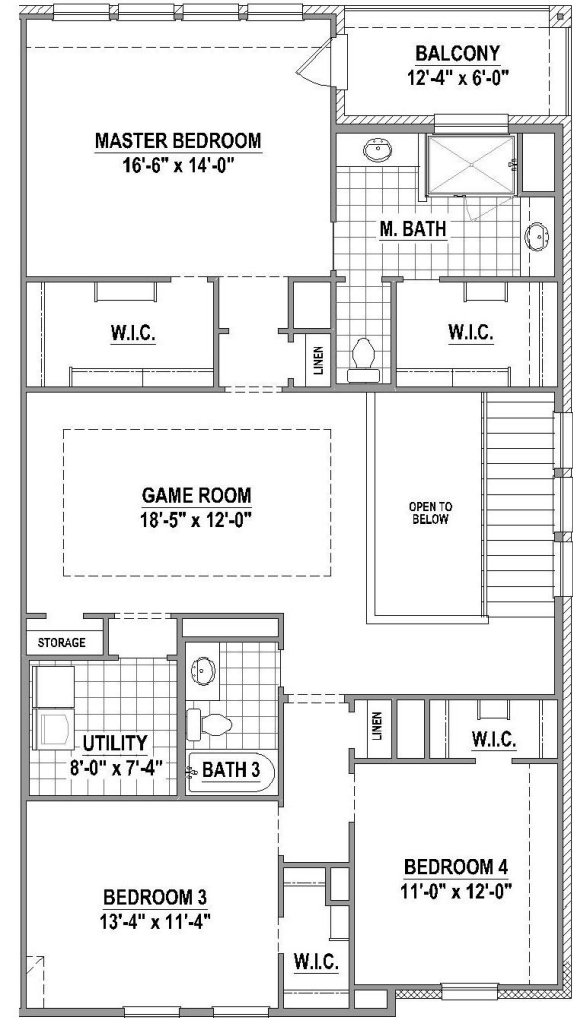 BALCONY
12'-4" x 6'-0"
MASTER BEDROOM
16'-6" x 14'-0"
M. BATH
W.I.C.
LINEN
W.I.C.
GAME ROOM
18'-5" x 12'-0"
OPEN TO
BELOW
STORAGE
UTILITY
8'-0" x 7'-4"
BATH 3
LINEN
W.I.C.
BEDROOM 4
11'-0" x 12'-0"
BEDROOM 3
13'-4" x 11'-4"
W.I.C.